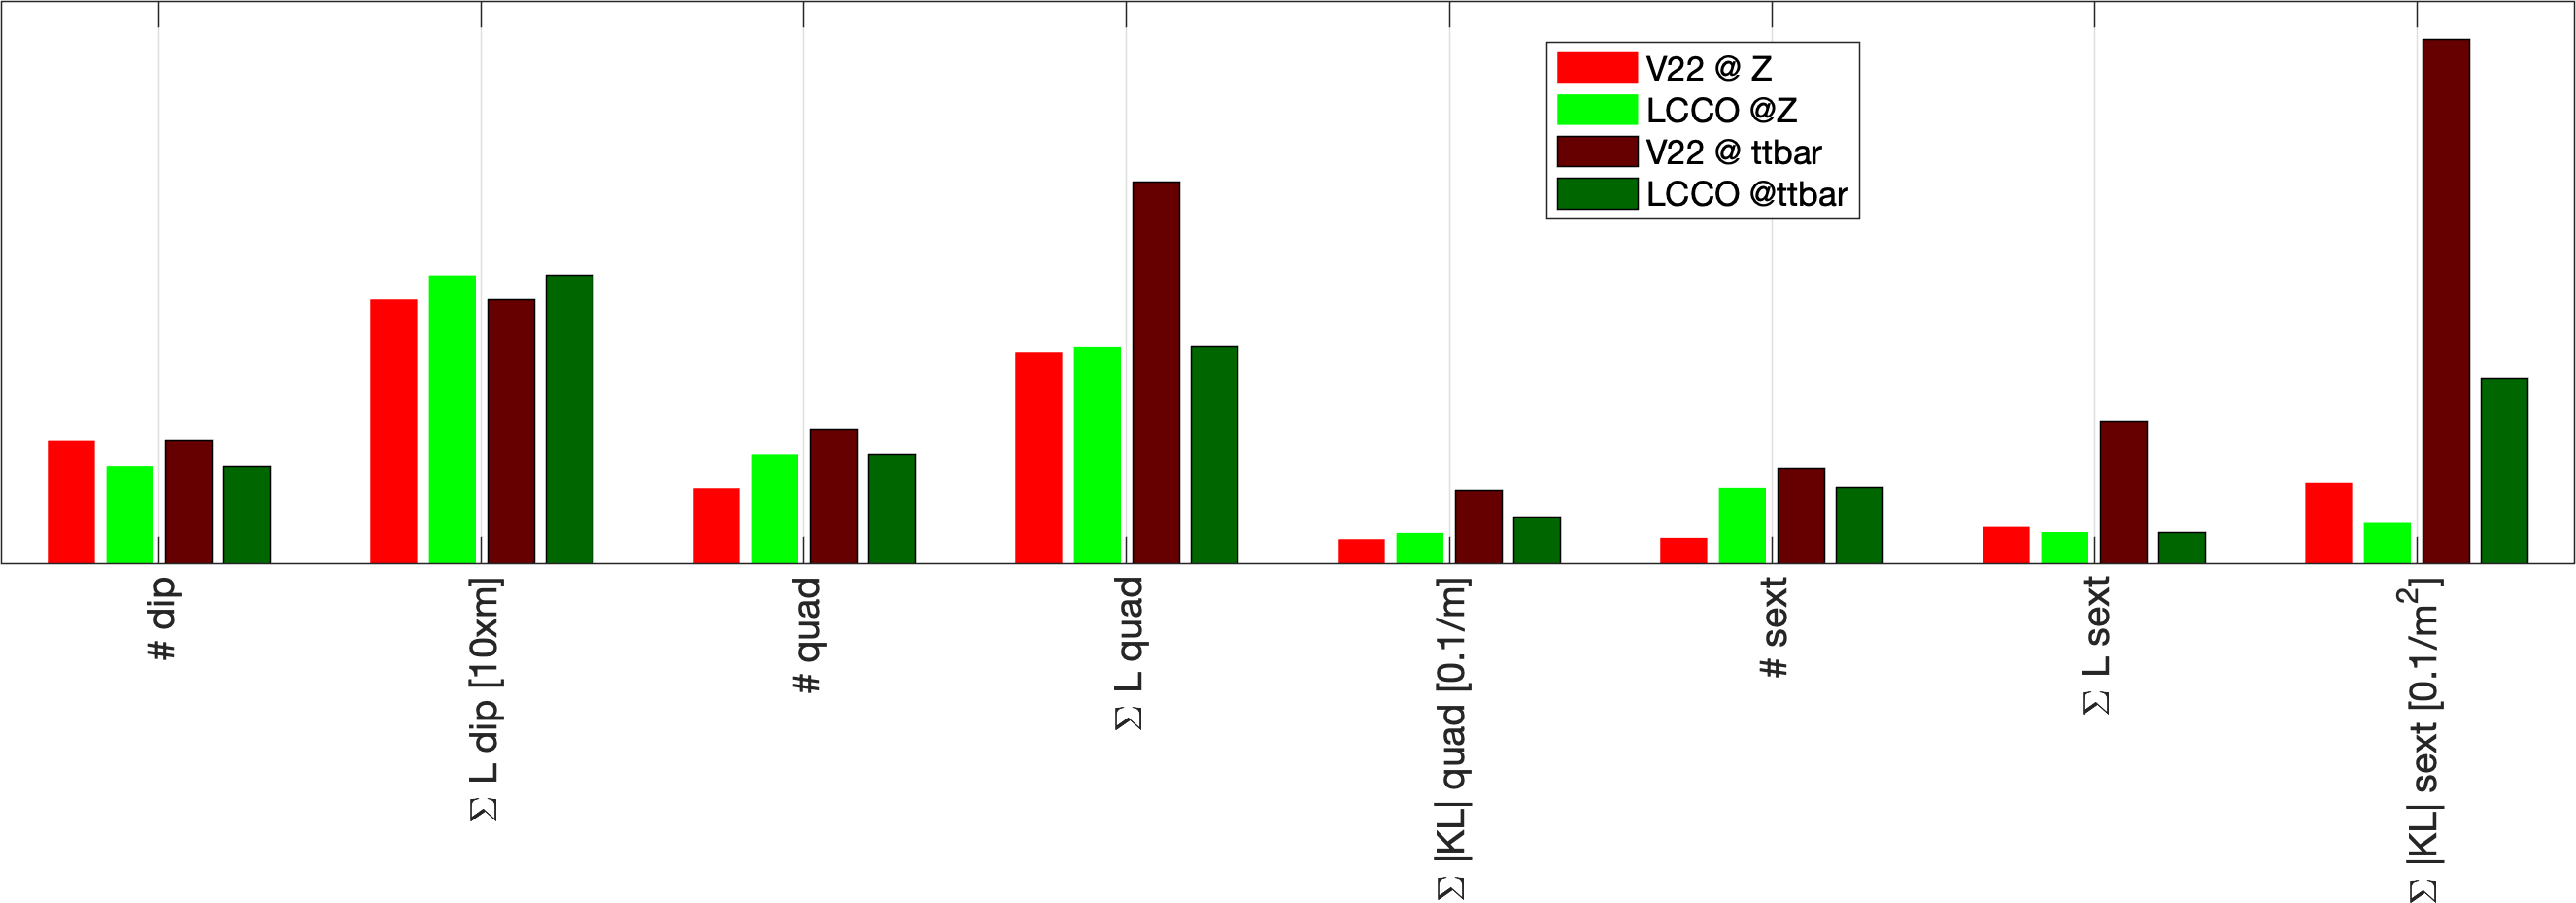 V22 @ Z
LCCO @Z
V22 @ ttbar
LCCO @ttbar
# dip
Σ L dip [10xm]
# quad
Σ L quad
Σ |KL| quad [0.1/m]
# sext
Σ L sext
Σ |KL| sext [0.1/m²]